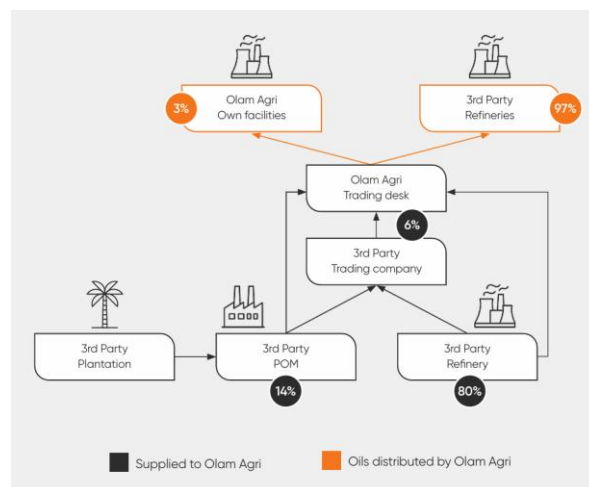 3%
Olam Agri
Own facilities
3rd Party
Refineries
97%
Olam Agri
Trading desk
6%
3rd Party
Trading company
3rd Party
Plantation
3rd Party
POM
14%
3rd Party
Refinery
80%
Supplied to Olam Agri
Oils distributed by Olam Agri